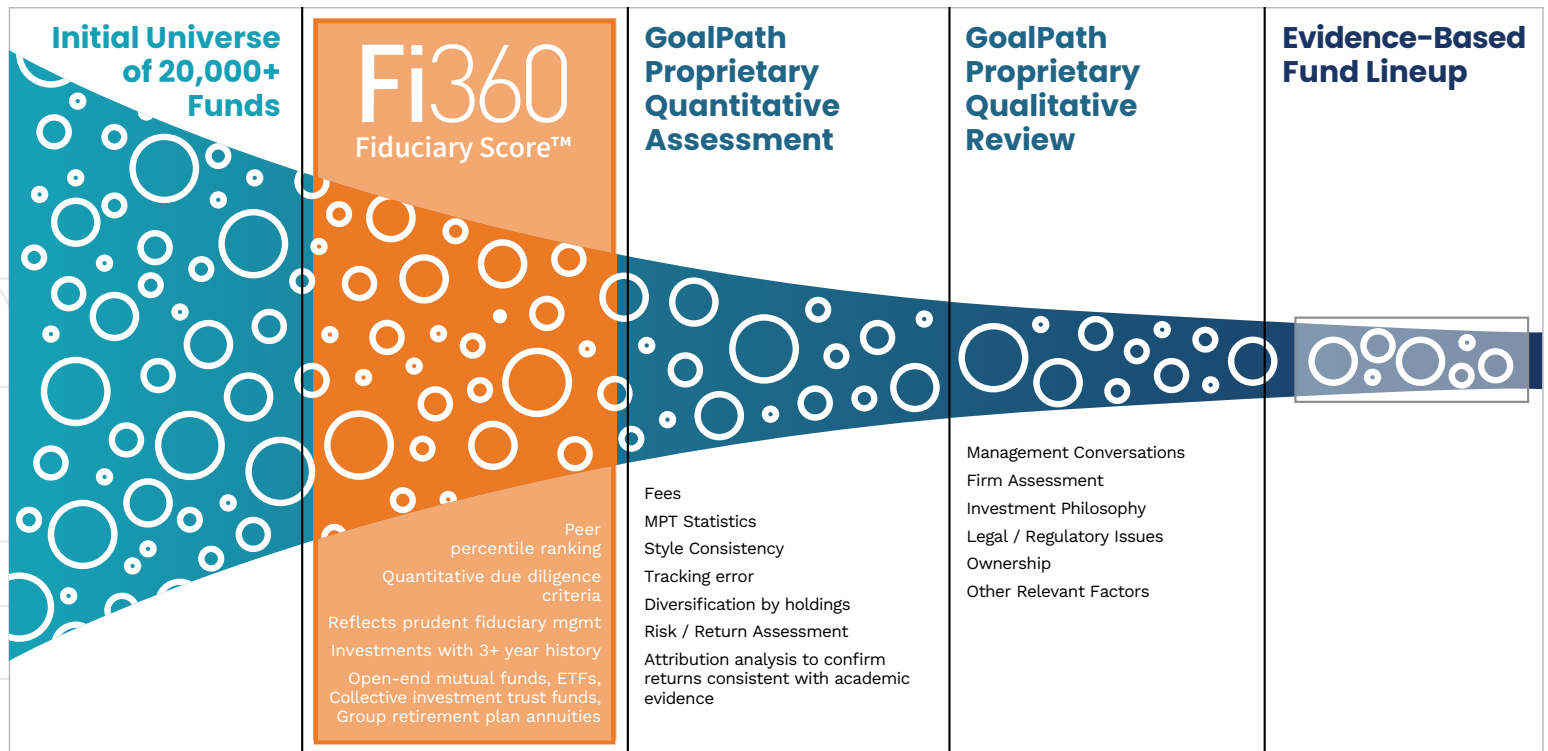 Initial Universe
of 20,000+
Funds
Fi360
Fiduciary Score™
Peer
percentile ranking
Quantitative due diligence
criteria
Reflects prudent fiduciary mgmt
Investments with 3+ year history
Open-end mutual funds, ETFs,
Collective investment trust funds,
Group retirement plan annuities
GoalPath
Proprietary
Quantitative
Assessment
Fees
MPT Statistics
Style Consistency
Tracking error
Diversification by holdings
Risk / Return Assessment
Attribution analysis to confirm
returns consistent with academic
evidence
GoalPath
Proprietary
Qualitative
Review
Management Conversations
Firm Assessment
Investment Philosophy
Legal / Regulatory Issues
Ownership
Other Relevant Factors
Evidence-Based
Fund Lineup